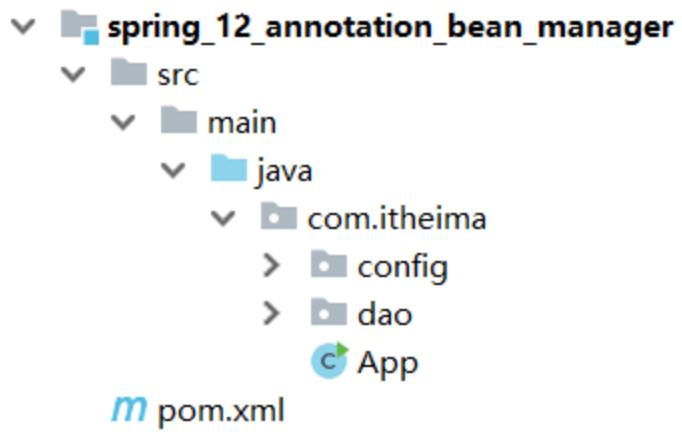 spring_12_annotation_bean_manager
src
main
java
com.itheima
config
dao
C App
m pom.xml